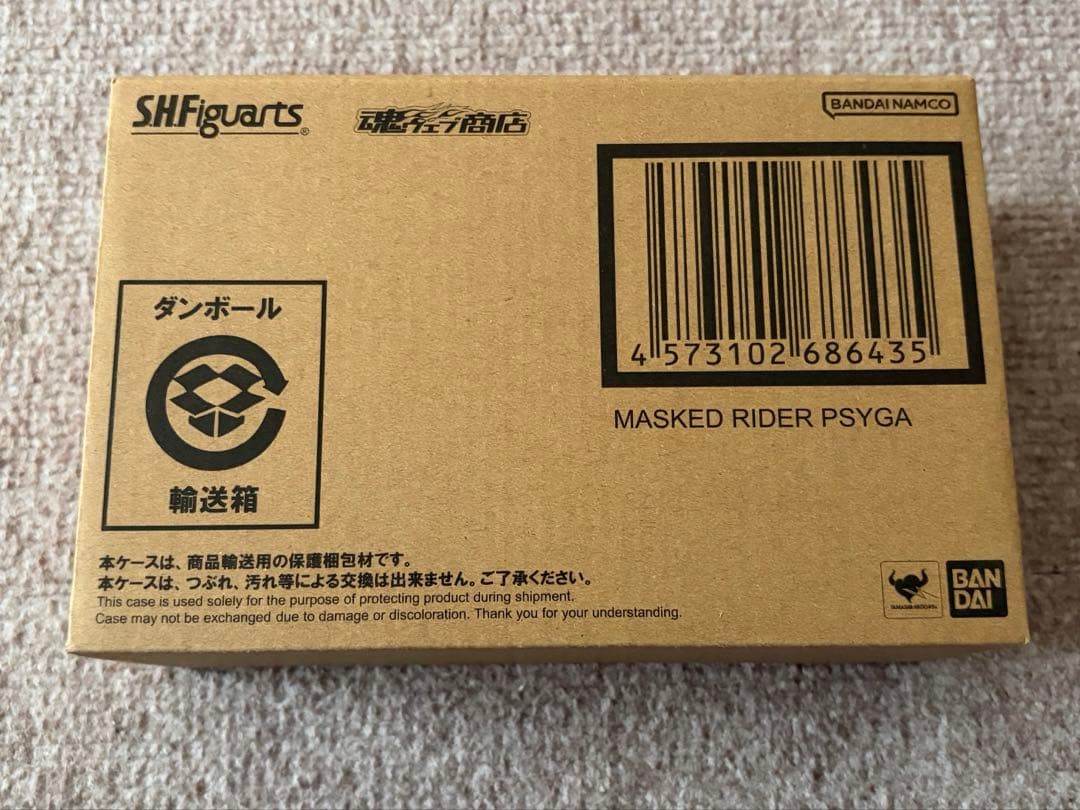 S.H.Figuarts®
魂ウェブ商店
BANDAI NAMCO
4 573102 686435
MASKED RIDER PSYGA
ダンボール
輸送箱
本ケースは、商品輸送用の保護梱包材です。
本ケースは、つぶれ、汚れ等による交換は出来ません。ご了承ください。
This case is used solely for the purpose of protecting product during shipment.
Case may not be exchanged due to damage or discoloration. Thank you for your understanding.
TAMASHII NATIONS
BAN
DAI